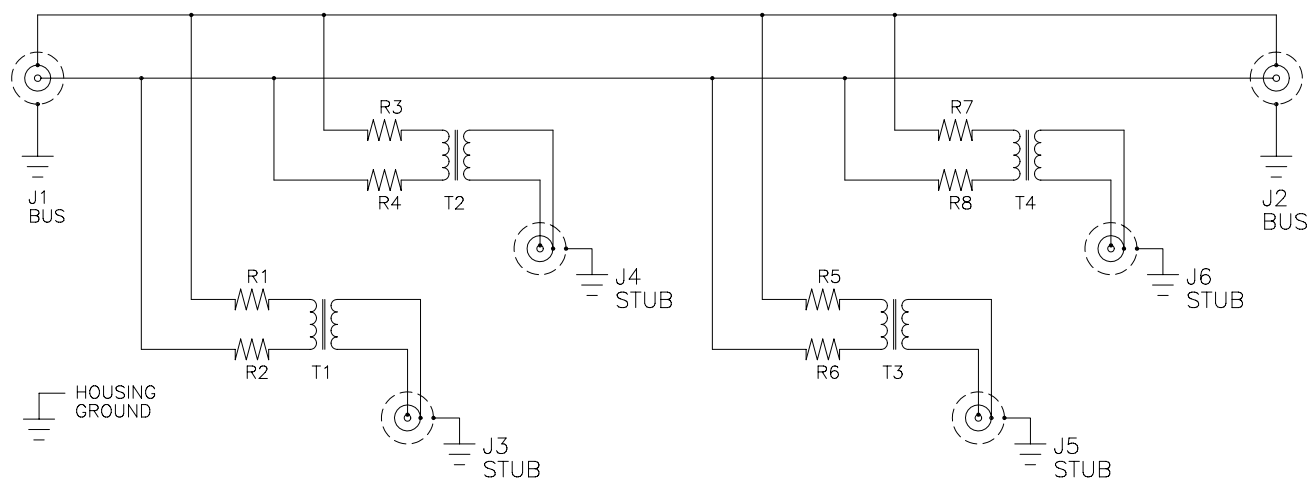 R3
R7
R4
T2
R8
T4
J1
BUS
J2
BUS
R1
J4
STUB
R5
J6
STUB
R2
T1
R6
T3
HOUSING
GROUND
J3
STUB
J5
STUB